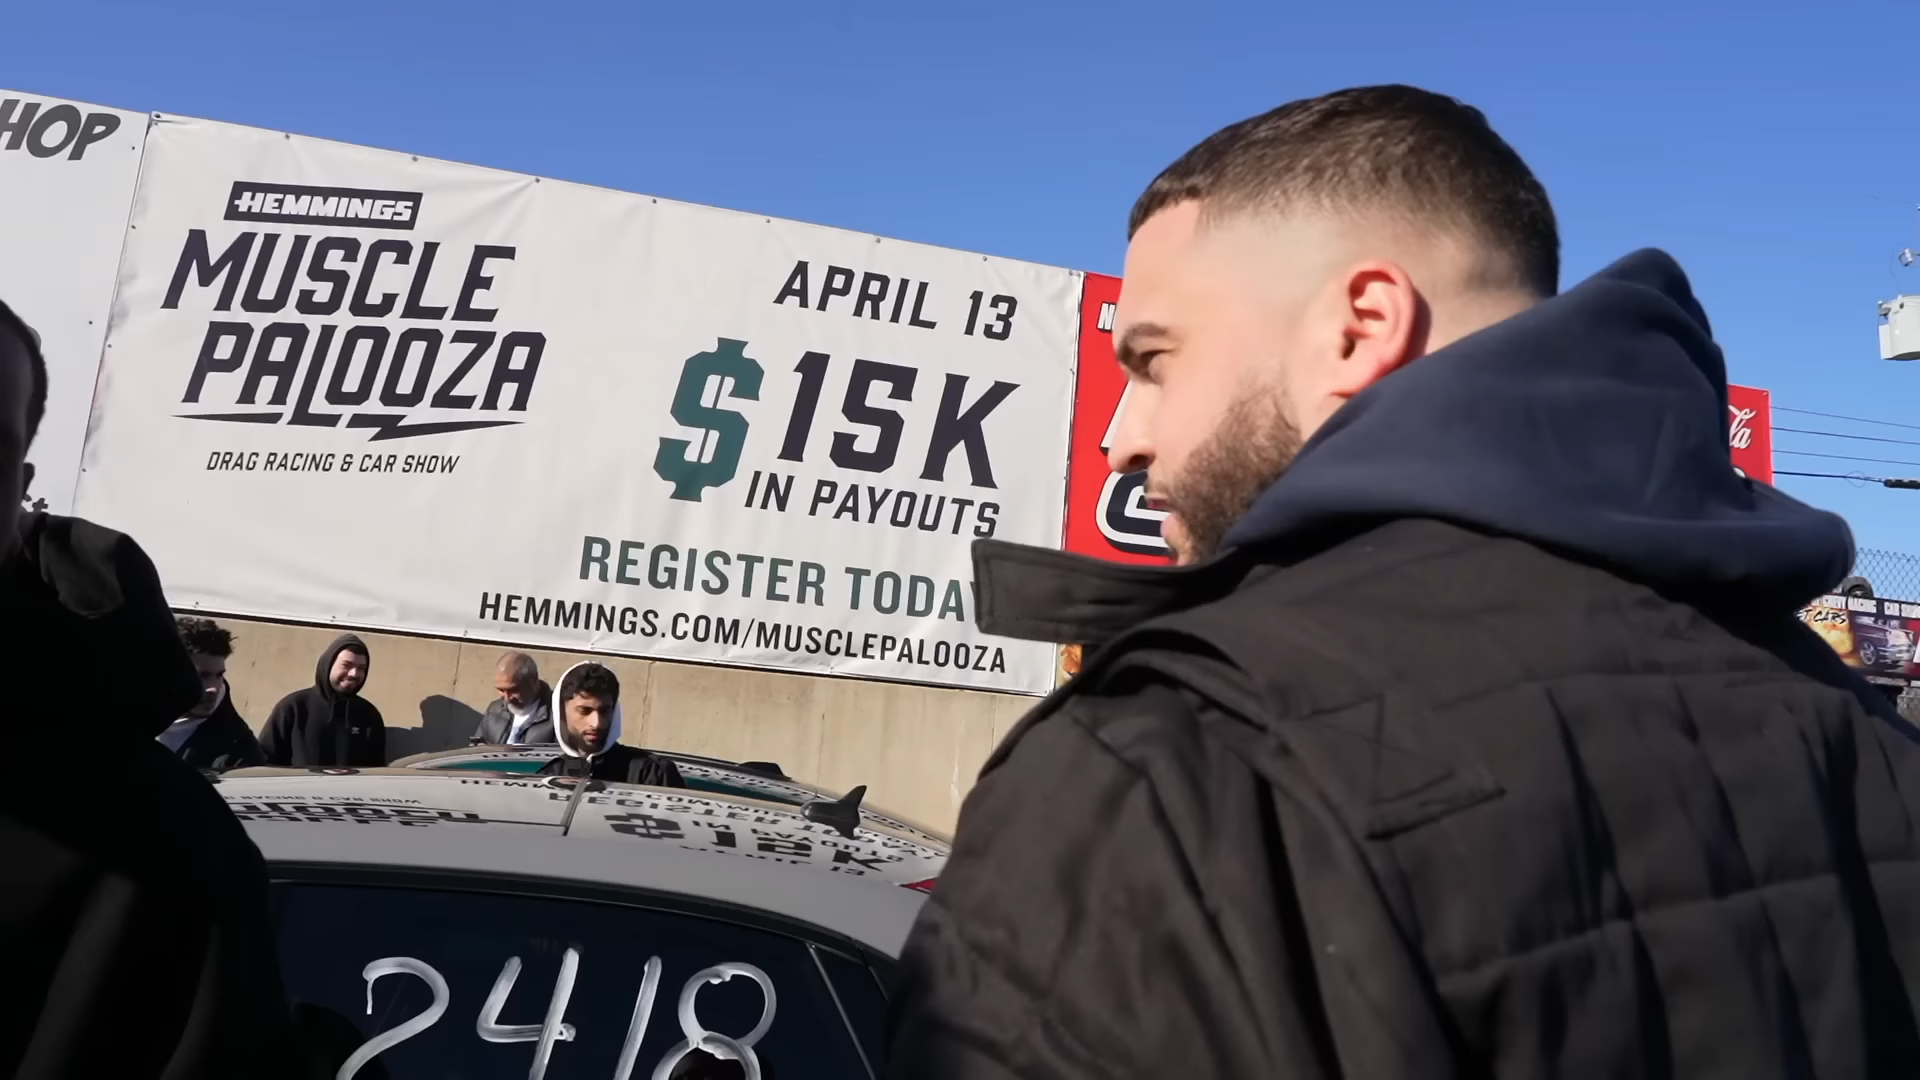 HOP
HEMMINGS
MUSCLE
PALOOZA
DRAG RACING & CAR SHOW
APRIL 13
$15K
IN PAYOUTS
REGISTER TODAY
HEMMINGS.COM/MUSCLEPALOOZA
2418